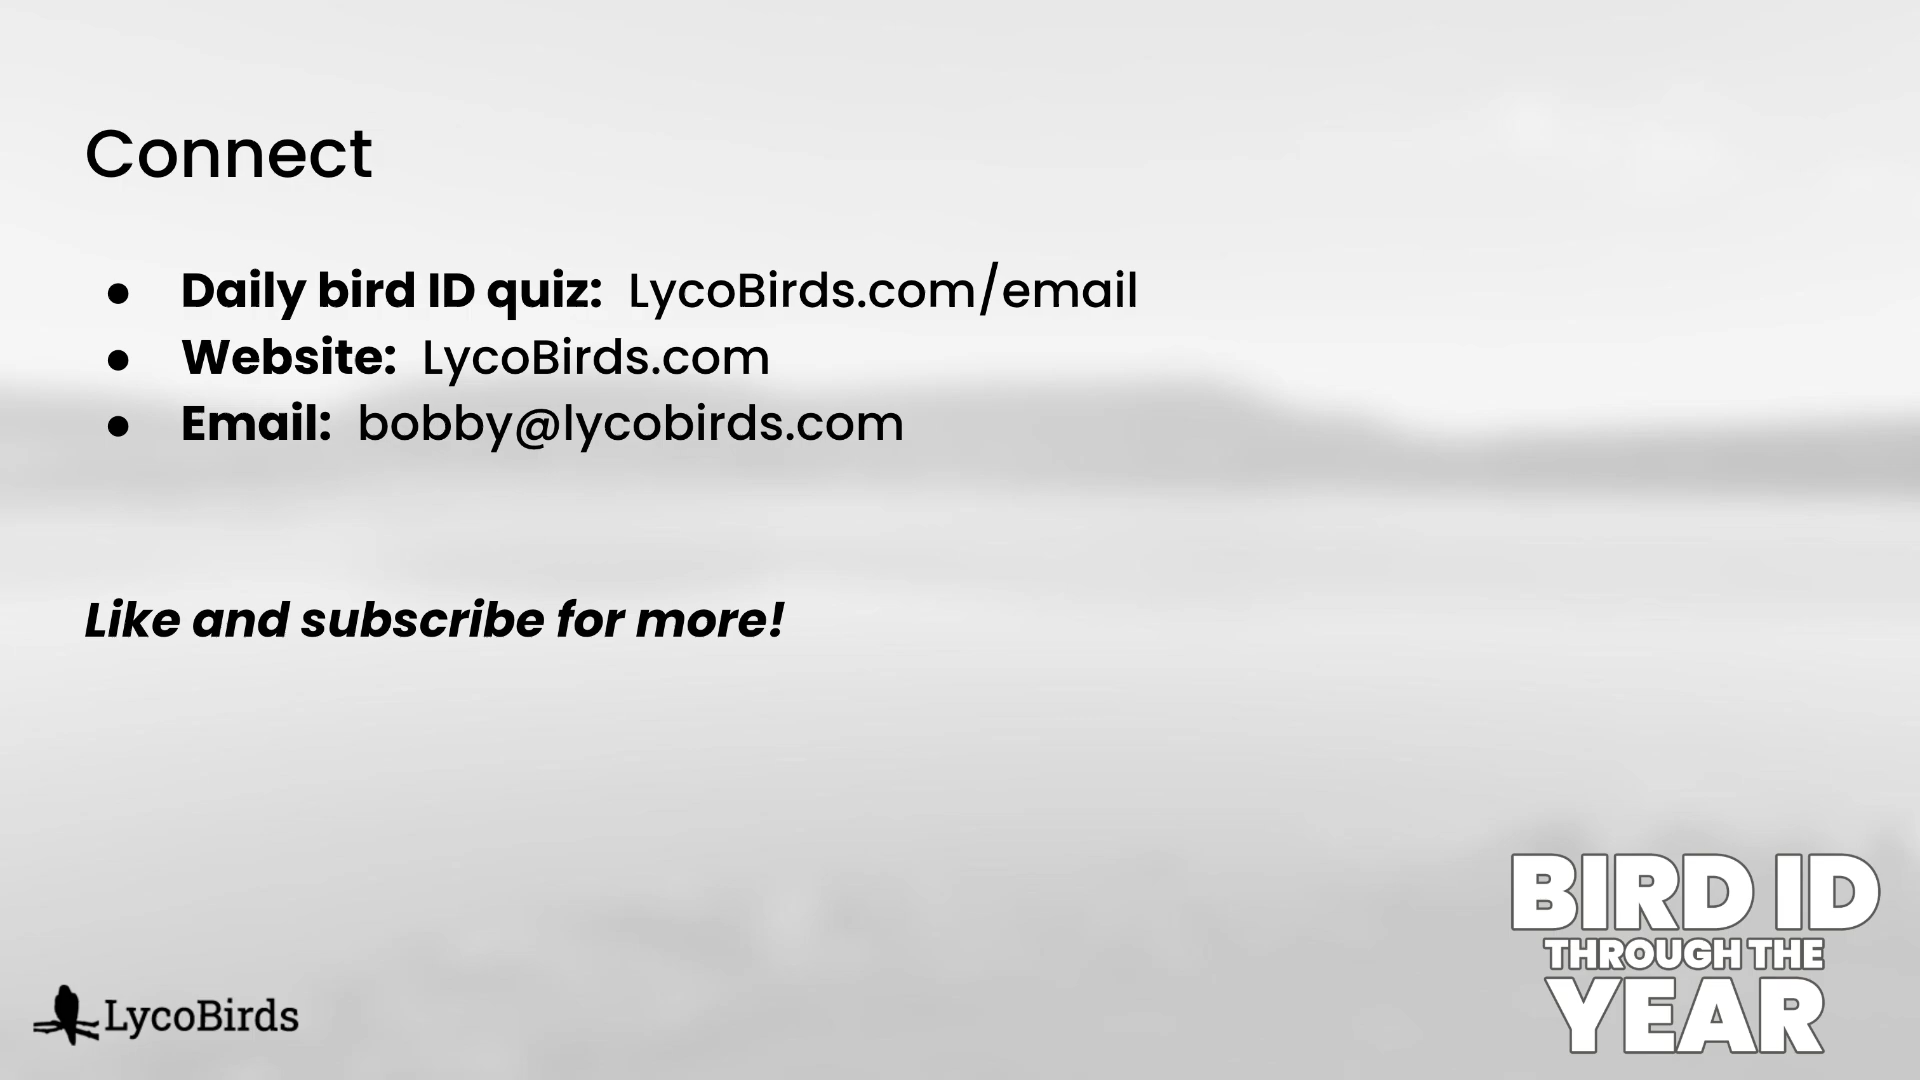 Connect
● Daily bird ID quiz: LycoBirds.com/email
● Website: LycoBirds.com
● Email: bobby@lycobirds.com
Like and subscribe for more!
LycoBirds
BIRD ID
THROUGH THE
YEAR